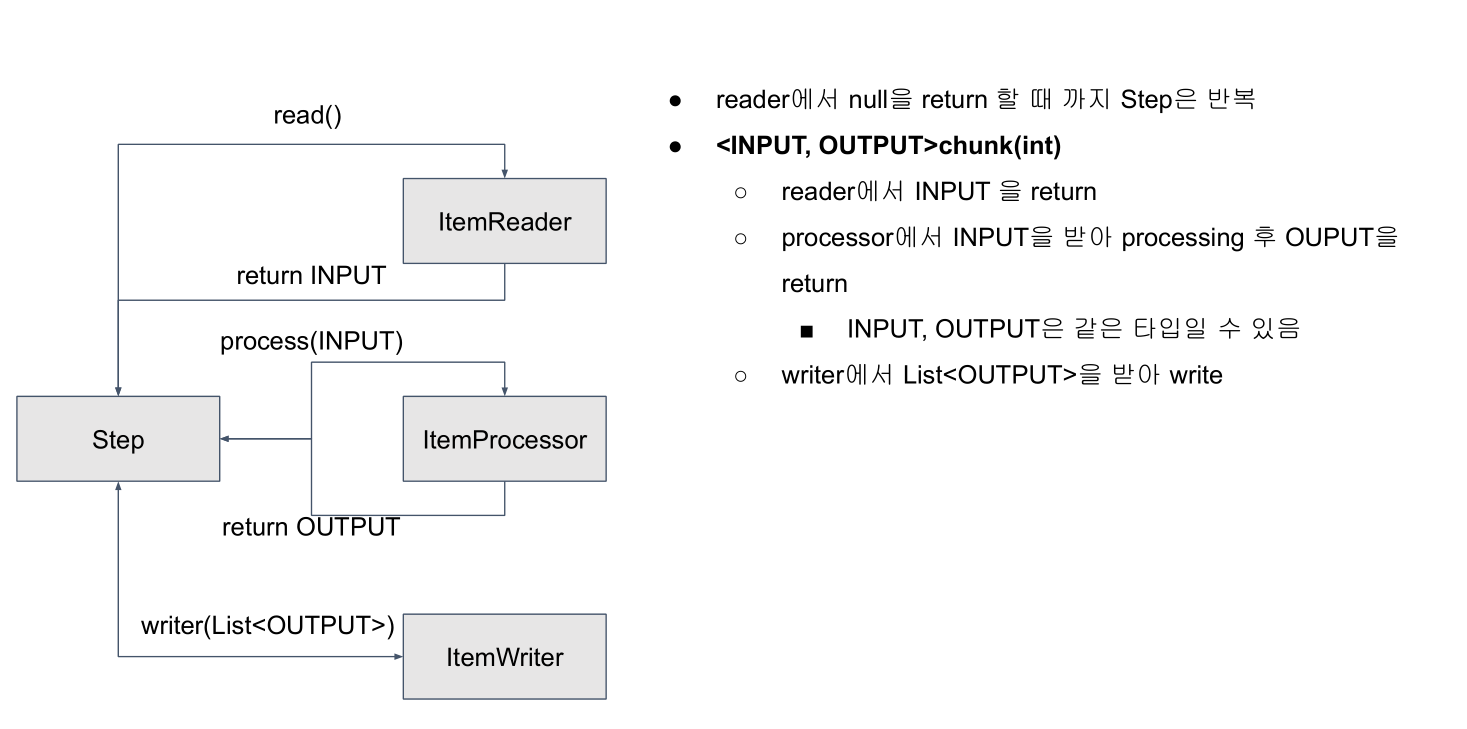 read()
ItemReader
return INPUT
process(INPUT)
Step
ItemProcessor
return OUTPUT
writer(List<OUTPUT>)
ItemWriter
● reader에서 null을 return 할 때 까지 Step은 반복
● <INPUT, OUTPUT>chunk(int)
○ reader에서 INPUT 을 return
○ processor에서 INPUT을 받아 processing 후 OUPUT을
return
■ INPUT, OUTPUT은 같은 타입일 수 있음
○ writer에서 List<OUTPUT>을 받아 write